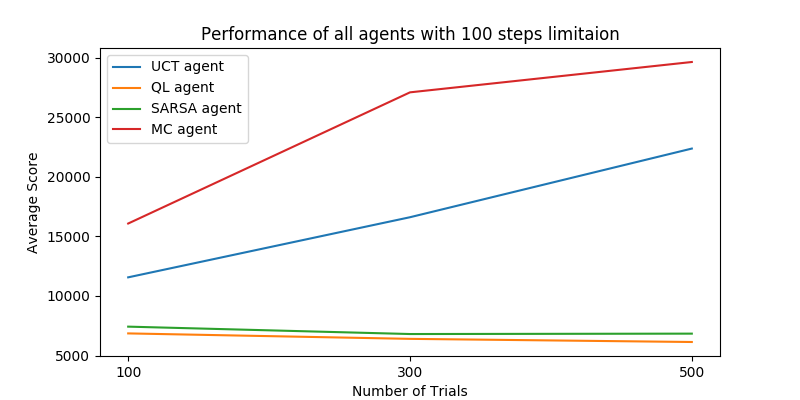 Performance of all agents with 100 steps limitaion
30000
25000
20000
15000
10000
5000
Average Score
UCT agent
QL agent
SARSA agent
MC agent
100
300
500
Number of Trials